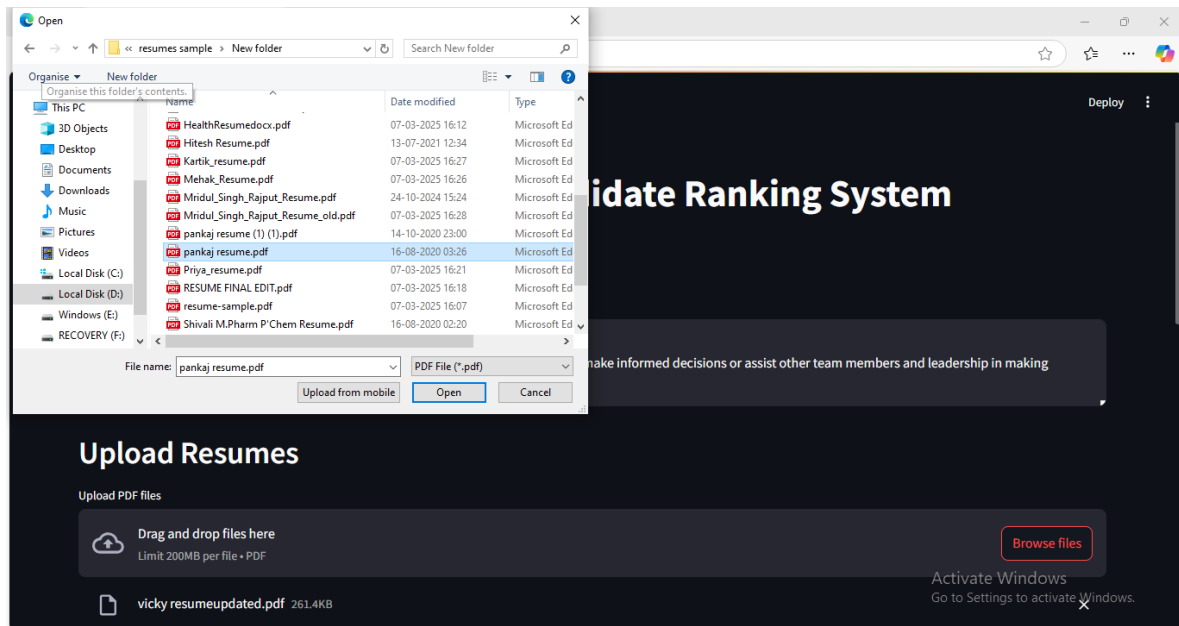 Open
« resumes sample > New folder
Search New folder
Organise
New folder
Organise this folder's contents.
Name
Date modified
Type
This PC
3D Objects
Desktop
Documents
Downloads
Music
Pictures
Videos
Local Disk (C:)
Local Disk (D:)
Windows (E:)
RECOVERY (F:)
HealthResumedocx.pdf 07-03-2025 16:12 Microsoft Ed
Hitesh Resume.pdf 13-07-2021 12:34 Microsoft Ed
Kartik_resume.pdf 07-03-2025 16:27 Microsoft Ed
Mehak_Resume.pdf 07-03-2025 16:26 Microsoft Ed
Mridul_Singh_Rajput_Resume.pdf 24-10-2024 15:24 Microsoft Ed
Mridul_Singh_Rajput_Resume_old.pdf 07-03-2025 16:28 Microsoft Ed
pankaj resume (1) (1).pdf 14-10-2020 23:00 Microsoft Ed
pankaj resume.pdf 16-08-2020 03:26 Microsoft Ed
Priya_resume.pdf 07-03-2025 16:21 Microsoft Ed
RESUME FINAL EDIT.pdf 07-03-2025 16:18 Microsoft Ed
resume-sample.pdf 07-03-2025 16:07 Microsoft Ed
Shivali M.Pharm P'Chem Resume.pdf 16-08-2020 02:20 Microsoft Ed
File name: pankaj resume.pdf PDF File (*.pdf)
Upload from mobile Open Cancel
Deploy
idate Ranking System
make informed decisions or assist other team members and leadership in making
Upload Resumes
Upload PDF files
Drag and drop files here
Limit 200MB per file • PDF
Browse files
vicky resumeupdated.pdf 261.4KB
Activate Windows
Go to Settings to activate Windows.